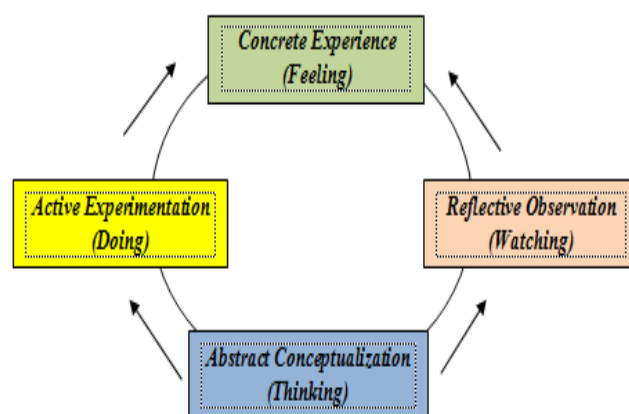 Concrete Experience
(Feeling)
Active Experimentation
(Doing)
Reflective Observation
(Watching)
Abstract Conceptualization
(Thinking)